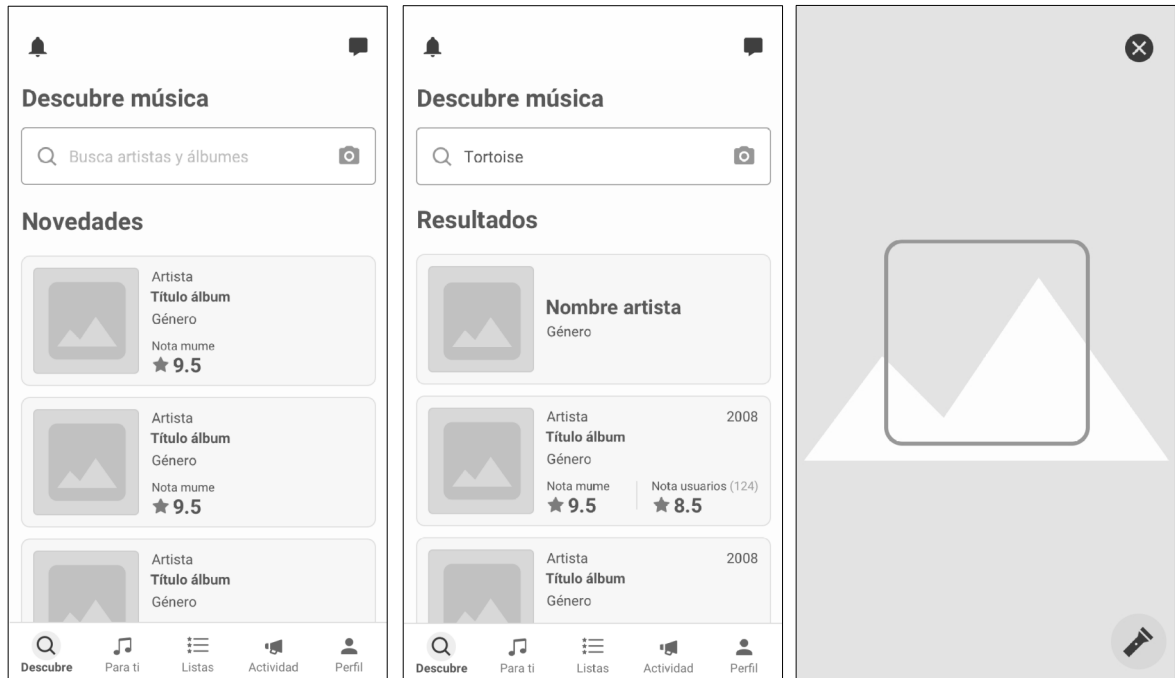 Descubre música
Busca artistas y álbumes
Novedades
Artista
Título álbum
Género
Nota mume
9.5
Artista
Título álbum
Género
Nota mume
9.5
Artista
Título álbum
Género
Descubre Para ti Listas Actividad Perfil
Descubre música
Tortoise
Resultados
Nombre artista
Género
Artista 2008
Título álbum
Género
Nota mume Nota usuarios (124)
9.5 8.5
Artista 2008
Título álbum
Género
Descubre Para ti Listas Actividad Perfil